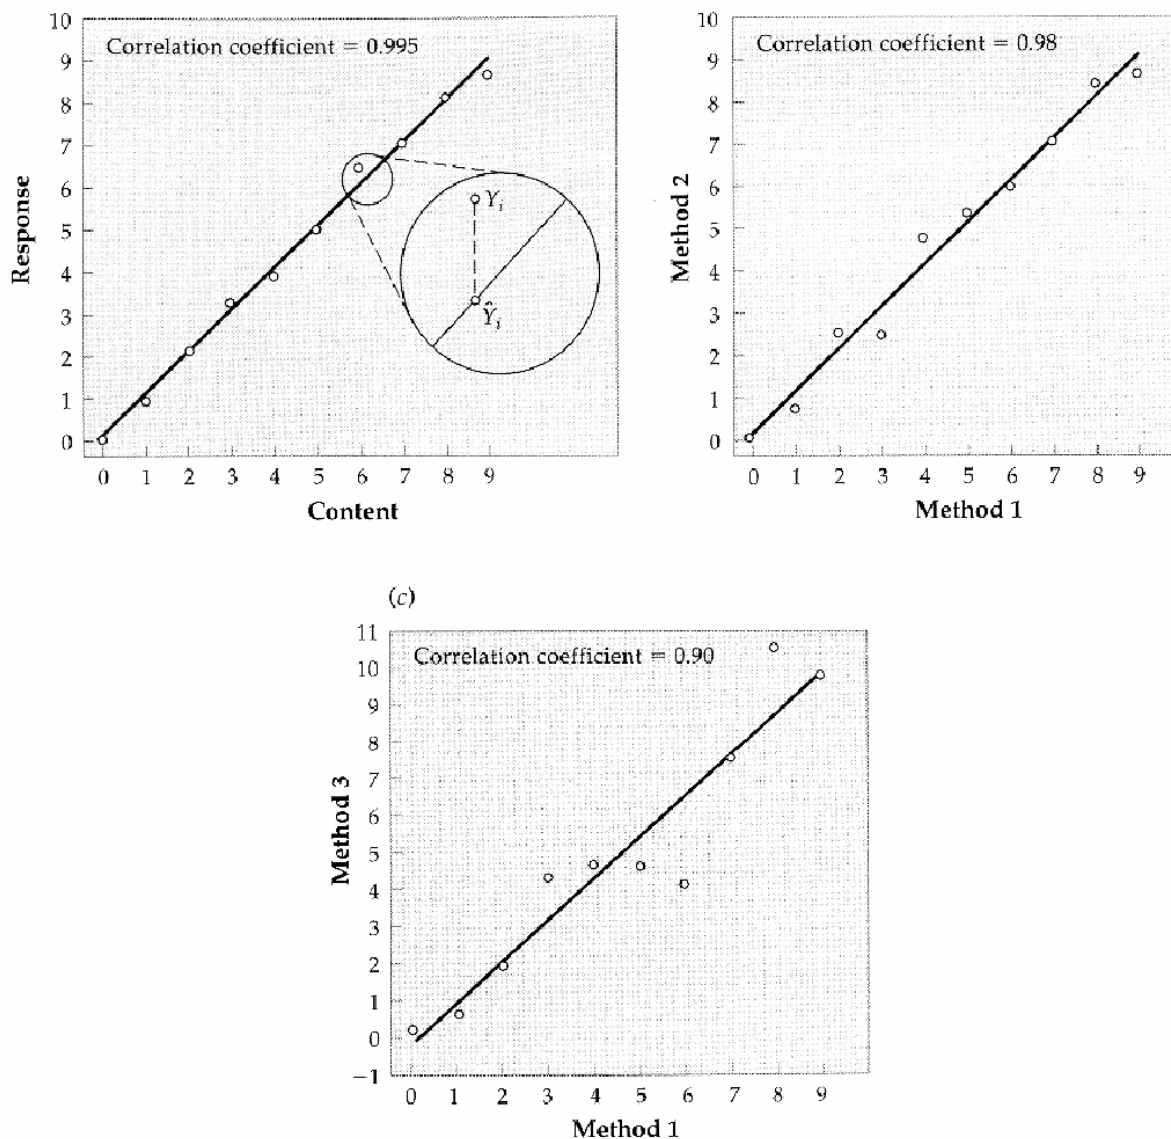 10
Correlation coefficient = 0.995
9
8
7
6
5
4
3
2
1
0
Response
Y_i
Ŷ_i
0 1 2 3 4 5 6 7 8 9
Content
10
Correlation coefficient = 0.98
9
8
7
6
5
4
3
2
1
0
Method 2
0 1 2 3 4 5 6 7 8 9
Method 1
(c)
11
Correlation coefficient = 0.90
10
9
8
7
6
5
4
3
2
1
0
−1
Method 3
0 1 2 3 4 5 6 7 8 9
Method 1